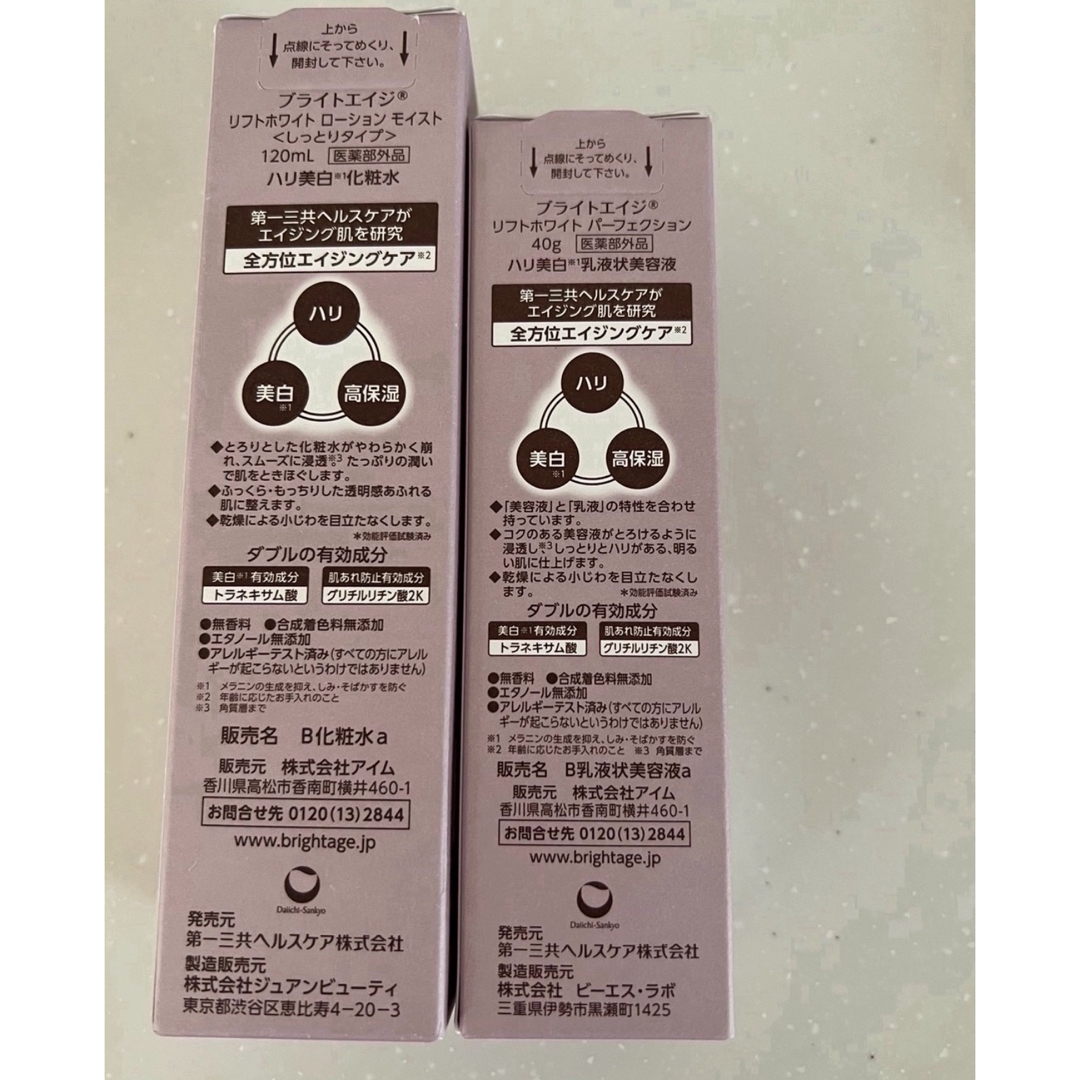 上から
点線にそってめくり、
開封して下さい。
ブライトエイジ®
リフトホワイト ローション モイスト
＜しっとりタイプ＞
120mL 医薬部外品
ハリ美白※1化粧水
第一三共ヘルスケアが
エイジング肌を研究
全方位エイジングケア※2
ハリ
美白※1
高保湿
◆とろりとした化粧水がやわらかく崩
れ、スムーズに浸透※3。たっぷりの潤い
で肌をときほぐします。
◆ふっくら・もっちりした透明感あふれる
肌に整えます。
◆乾燥による小じわを目立たなくします。
＊効能評価試験済み
ダブルの有効成分
美白※1有効成分
トラネキサム酸
肌あれ防止有効成分
グリチルリチン酸2K
●無香料 ●合成着色料無添加
●エタノール無添加
●アレルギーテスト済み(すべての方にアレル
ギーが起こらないというわけではありません)
※1 メラニンの生成を抑え、しみ・そばかすを防ぐ
※2 年齢に応じたお手入れのこと
※3 角質層まで
販売名 B化粧水a
販売元 株式会社アイム
香川県高松市香南町横井460-1
お問合せ先 0120(13)2844
www.brightage.jp
Daiichi-Sankyo
発売元
第一三共ヘルスケア株式会社
製造販売元
株式会社ジュアンビューティ
東京都渋谷区恵比寿4-20-3
上から
点線にそってめくり、
開封して下さい。
ブライトエイジ®
リフトホワイト パーフェクション
40g 医薬部外品
ハリ美白※1乳液状美容液
第一三共ヘルスケアが
エイジング肌を研究
全方位エイジングケア※2
ハリ
美白※1
高保湿
◆「美容液」と「乳液」の特性を合わせ
持っています。
◆コクのある美容液がとろけるように
浸透し※3、しっとりとハリがある、明る
い肌に仕上げます。
◆乾燥による小じわを目立たなくし
ます。 ＊効能評価試験済み
ダブルの有効成分
美白※1有効成分
トラネキサム酸
肌あれ防止有効成分
グリチルリチン酸2K
●無香料 ●合成着色料無添加
●エタノール無添加
●アレルギーテスト済み(すべての方にアレル
ギーが起こらないというわけではありません)
※1 メラニンの生成を抑え、しみ・そばかすを防ぐ
※2 年齢に応じたお手入れのこと ※3 角質層まで
販売名 B乳液状美容液a
販売元 株式会社アイム
香川県高松市香南町横井460-1
お問合せ先 0120(13)2844
www.brightage.jp
Daiichi-Sankyo
発売元
第一三共ヘルスケア株式会社
製造販売元
株式会社 ピーエス・ラボ
三重県伊勢市黒瀬町1425